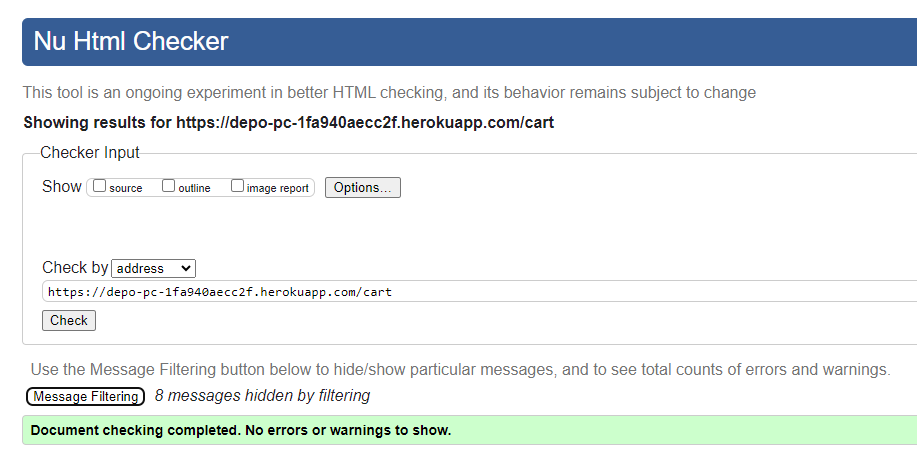 Nu Html Checker
This tool is an ongoing experiment in better HTML checking, and its behavior remains subject to change
Showing results for https://depo-pc-1fa940aecc2f.herokuapp.com/cart
Checker Input
Show source outline image report Options...
Check by address
https://depo-pc-1fa940aecc2f.herokuapp.com/cart
Check
Use the Message Filtering button below to hide/show particular messages, and to see total counts of errors and warnings.
Message Filtering 8 messages hidden by filtering
Document checking completed. No errors or warnings to show.